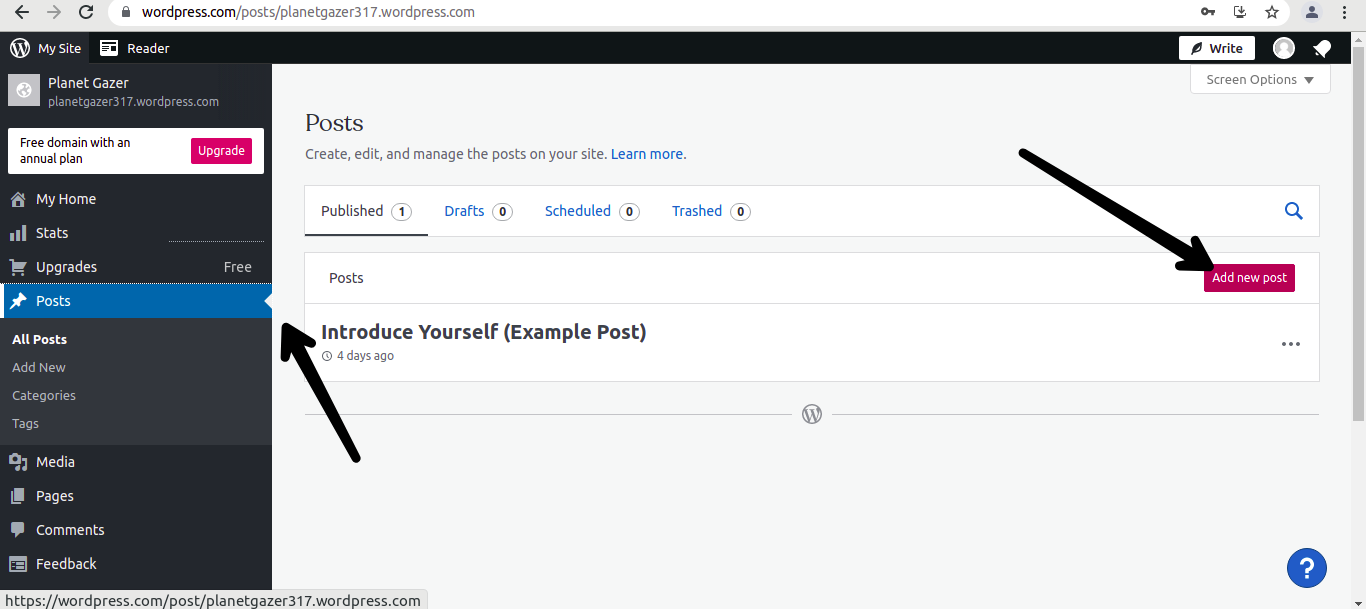 wordpress.com/posts/planetgazer317.wordpress.com
My Site
Reader
Write
Planet Gazer
planetgazer317.wordpress.com
Screen Options
Free domain with an
annual plan
Upgrade
My Home
Stats
Upgrades
Free
Posts
All Posts
Add New
Categories
Tags
Media
Pages
Comments
Feedback
Posts
Create, edit, and manage the posts on your site. Learn more.
Published 1
Drafts 0
Scheduled 0
Trashed 0
Posts
Add new post
Introduce Yourself (Example Post)
4 days ago
?
https://wordpress.com/post/planetgazer317.wordpress.com